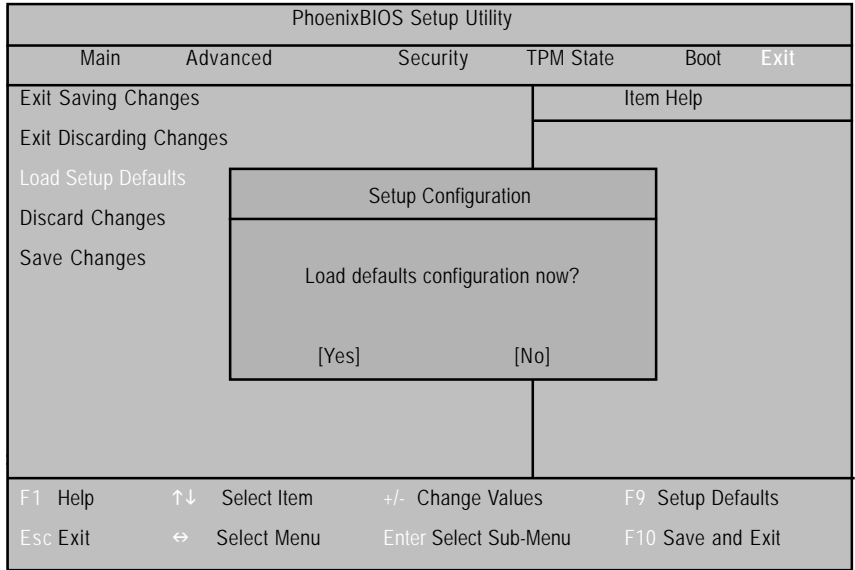 PhoenixBIOS Setup Utility
Main Advanced Security TPM State Boot Exit
Exit Saving Changes
Exit Discarding Changes
Load Setup Defaults
Discard Changes
Save Changes
Item Help
Setup Configuration
Load defaults configuration now?
[Yes] [No]
F1 Help ↑↓ Select Item +/- Change Values F9 Setup Defaults
Esc Exit ↔ Select Menu Enter Select Sub-Menu F10 Save and Exit